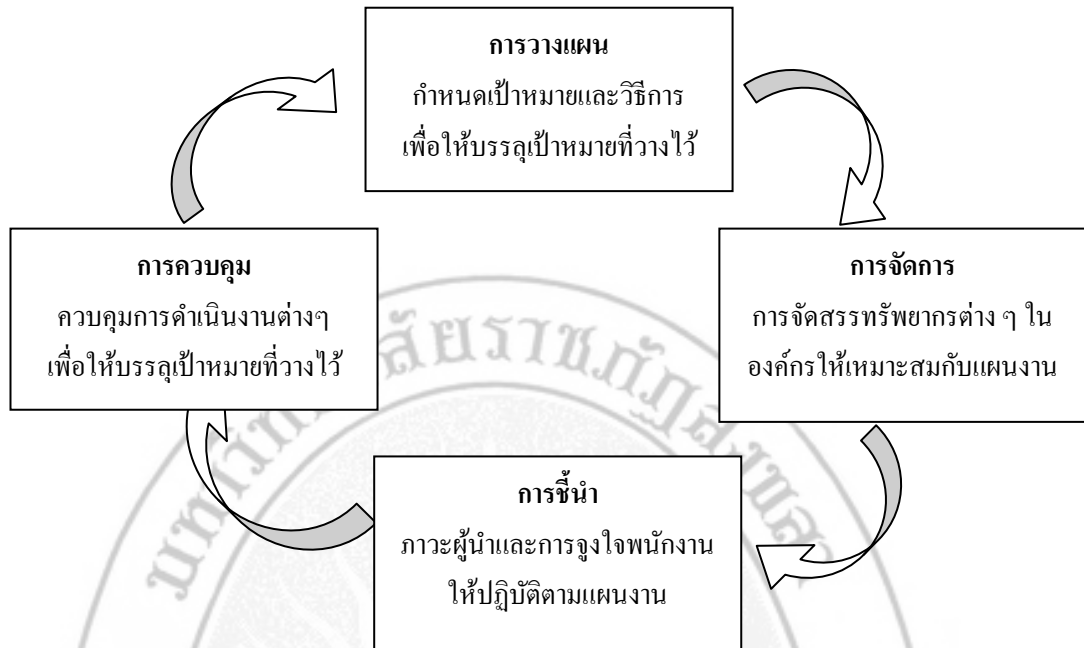 การวางแผน
กำหนดเป้าหมายและวิธีการ
เพื่อให้บรรลุเป้าหมายที่วางไว้
การควบคุม
ควบคุมการดำเนินงานต่างๆ
เพื่อให้บรรลุเป้าหมายที่วางไว้
การจัดการ
การจัดสรรทรัพยากรต่าง ๆ ใน
องค์กรให้เหมาะสมกับแผนงาน
การชี้นำ
ภาวะผู้นำและการจูงใจพนักงาน
ให้ปฏิบัติตามแผนงาน